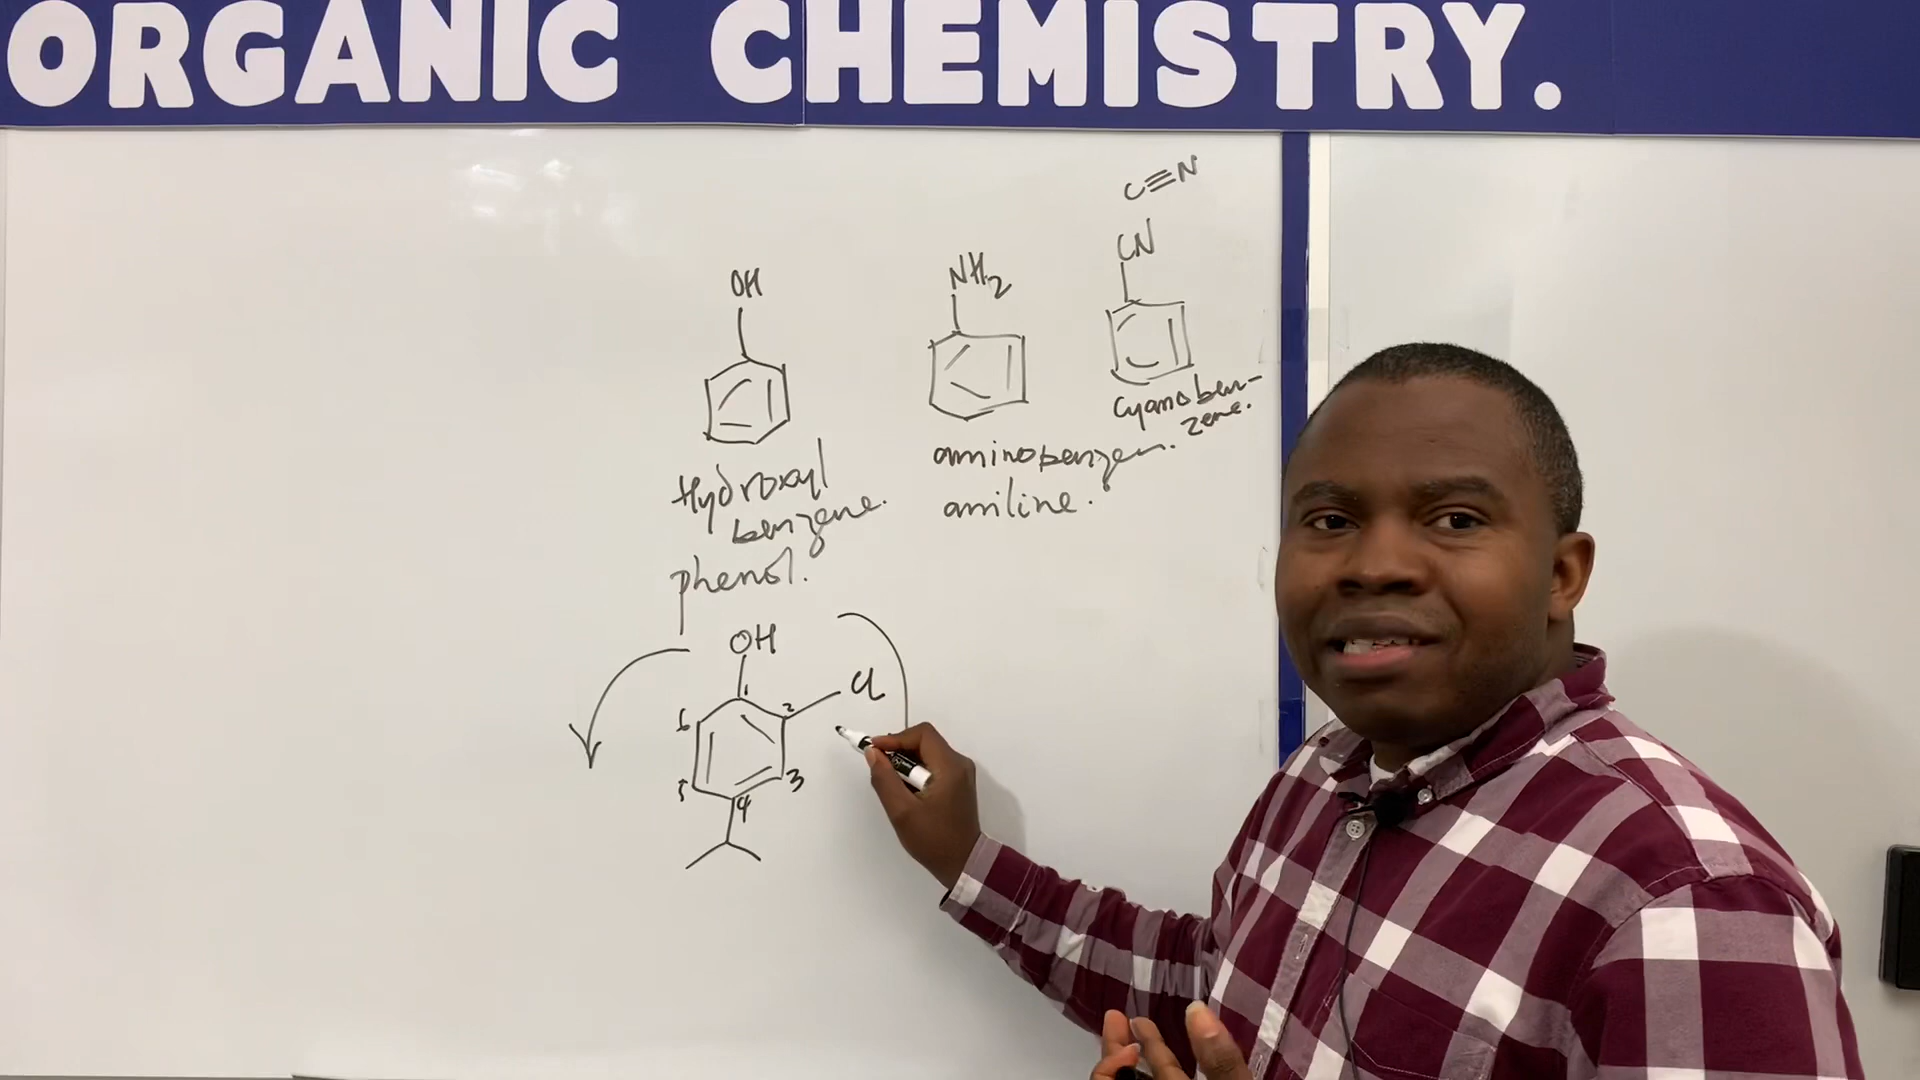 ORGANIC CHEMISTRY.
C≡N
CN
OH
NH2
Cyanoben-
zene.
aminobenzen.
aniline.
Hydroxyl
benzene.
phenol.
OH
Cl
1
2
6
3
5
4